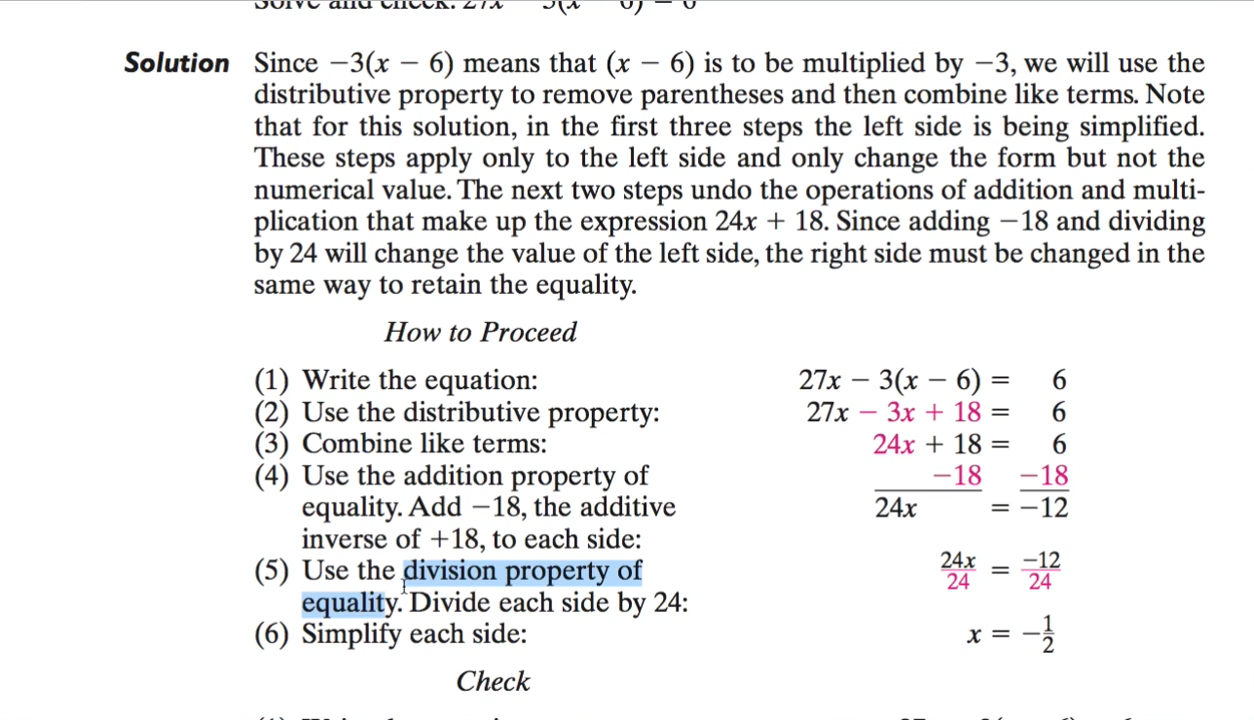 Solve and check: 27x − 3(x − 6) = 6
Solution Since −3(x − 6) means that (x − 6) is to be multiplied by −3, we will use the
distributive property to remove parentheses and then combine like terms. Note
that for this solution, in the first three steps the left side is being simplified.
These steps apply only to the left side and only change the form but not the
numerical value. The next two steps undo the operations of addition and multi-
plication that make up the expression 24x + 18. Since adding −18 and dividing
by 24 will change the value of the left side, the right side must be changed in the
same way to retain the equality.
How to Proceed
(1) Write the equation: 27x − 3(x − 6) = 6
(2) Use the distributive property: 27x − 3x + 18 = 6
(3) Combine like terms: 24x + 18 = 6
(4) Use the addition property of −18 −18
equality. Add −18, the additive 24x = −12
inverse of +18, to each side:
(5) Use the division property of 24x/24 = −12/24
equality. Divide each side by 24:
(6) Simplify each side: x = −1/2
Check